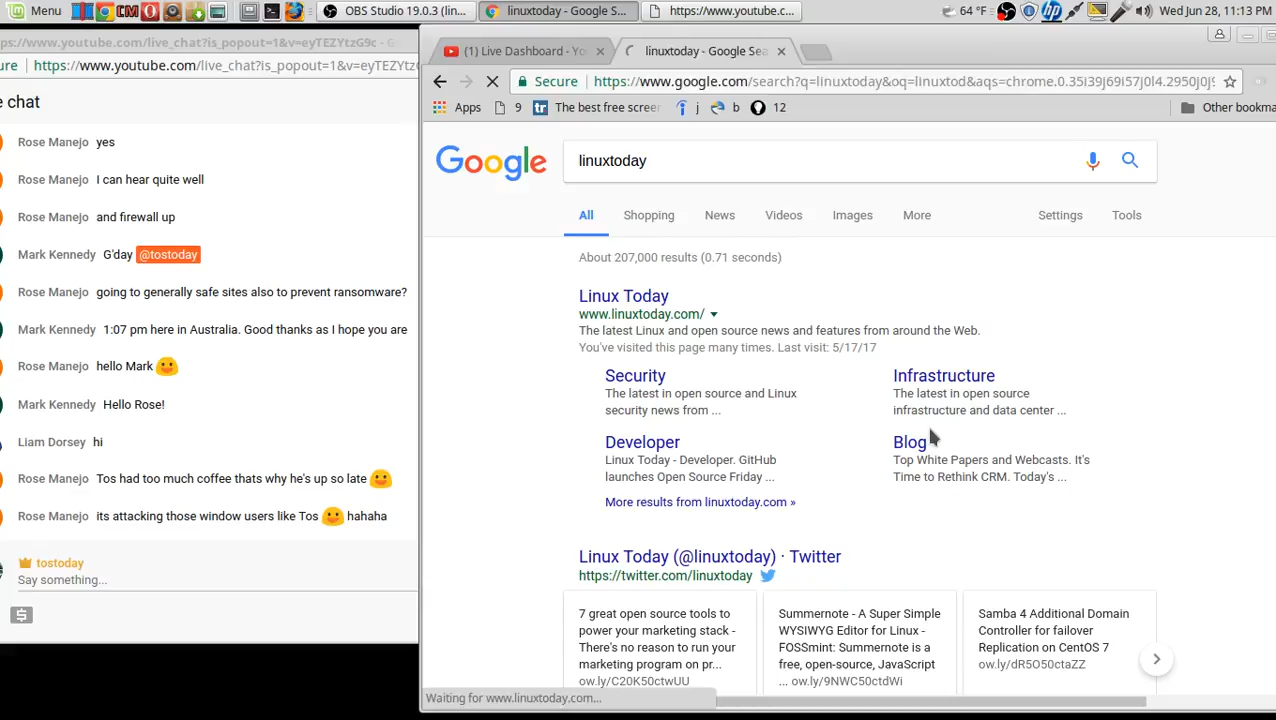 Menu
OBS Studio 19.0.3 (lin...
linuxtoday - Google S...
https://www.youtube.c...
64 °F
Wed Jun 28, 11:13 PM
ps://www.youtube.com/live_chat?is_popout=1&v=eyTEZYtzG9c - G
ure
https://www.youtube.com/live_chat?is_popout=1&v=eyTEZYtzG
e chat
Rose Manejo yes
Rose Manejo I can hear quite well
Rose Manejo and firewall up
Mark Kennedy G'day @tostoday
Rose Manejo going to generally safe sites also to prevent ransomware?
Mark Kennedy 1:07 pm here in Australia. Good thanks as I hope you are
Rose Manejo hello Mark
Mark Kennedy Hello Rose!
Liam Dorsey hi
Rose Manejo Tos had too much coffee thats why he's up so late
Rose Manejo its attacking those window users like Tos hahaha
tostoday
Say something...
(1) Live Dashboard - Yo
linuxtoday - Google Sea
Secure
https://www.google.com/search?q=linuxtoday&oq=linuxtod&aqs=chrome.0.35i39j69i57j0l4.2950j0j9
Apps
9
tr The best free screer
j
b
12
Other bookma
Google
linuxtoday
All
Shopping
News
Videos
Images
More
Settings
Tools
About 207,000 results (0.71 seconds)
Linux Today
www.linuxtoday.com/
The latest Linux and open source news and features from around the Web.
You've visited this page many times. Last visit: 5/17/17
Security
The latest in open source and Linux
security news from ...
Infrastructure
The latest in open source
infrastructure and data center ...
Developer
Linux Today - Developer. GitHub
launches Open Source Friday ...
Blog
Top White Papers and Webcasts. It's
Time to Rethink CRM. Today's ...
More results from linuxtoday.com »
Linux Today (@linuxtoday) · Twitter
https://twitter.com/linuxtoday
7 great open source tools to
power your marketing stack -
There's no reason to run your
marketing program on pr...
ow.ly/C20K50ctwUU
Summernote - A Super Simple
WYSIWYG Editor for Linux -
FOSSmint: Summernote is a
free, open-source, JavaScript
... ow.ly/9NWC50ctdWi
Samba 4 Additional Domain
Controller for failover
Replication on CentOS 7
ow.ly/dR5O50ctaZZ
Waiting for www.linuxtoday.com...